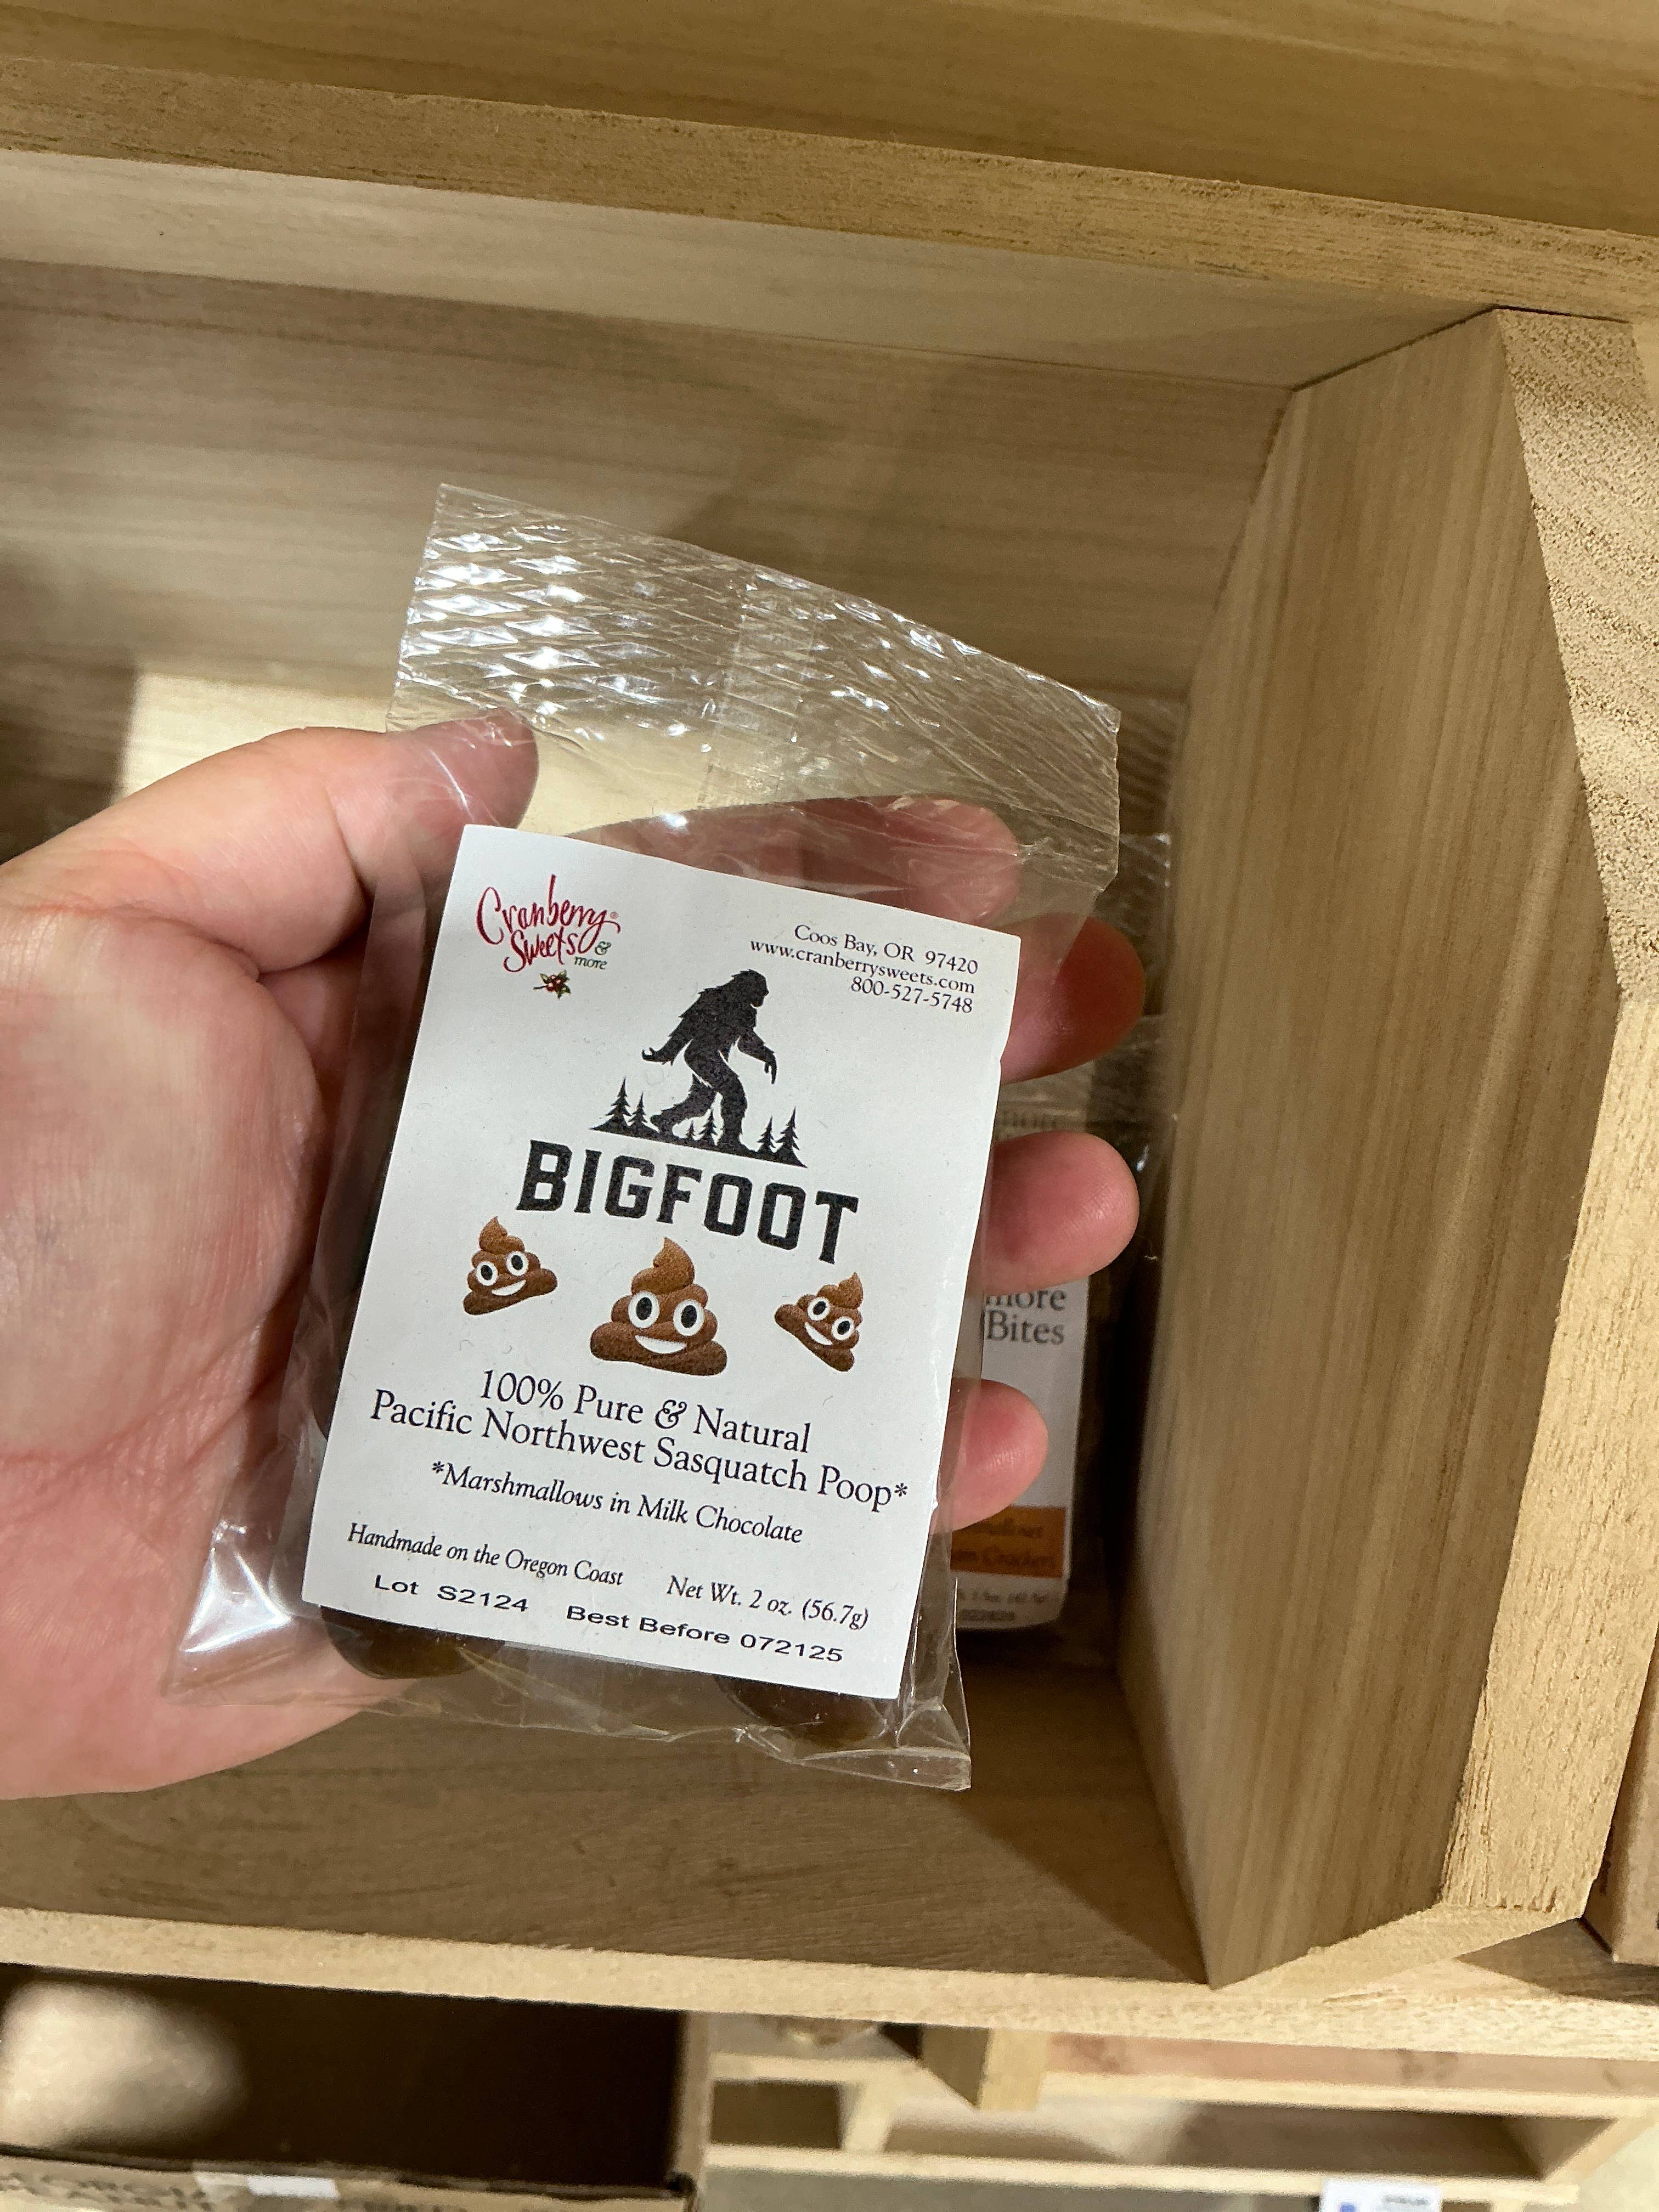 Cranberry®
Sweets &
more
Coos Bay, OR 97420
www.cranberrysweets.com
800-527-5748
BIGFOOT
100% Pure & Natural
Pacific Northwest Sasquatch Poop*
*Marshmallows in Milk Chocolate
Handmade on the Oregon Coast Net Wt. 2 oz. (56.7g)
Lot S2124 Best Before 072125
more
Bites